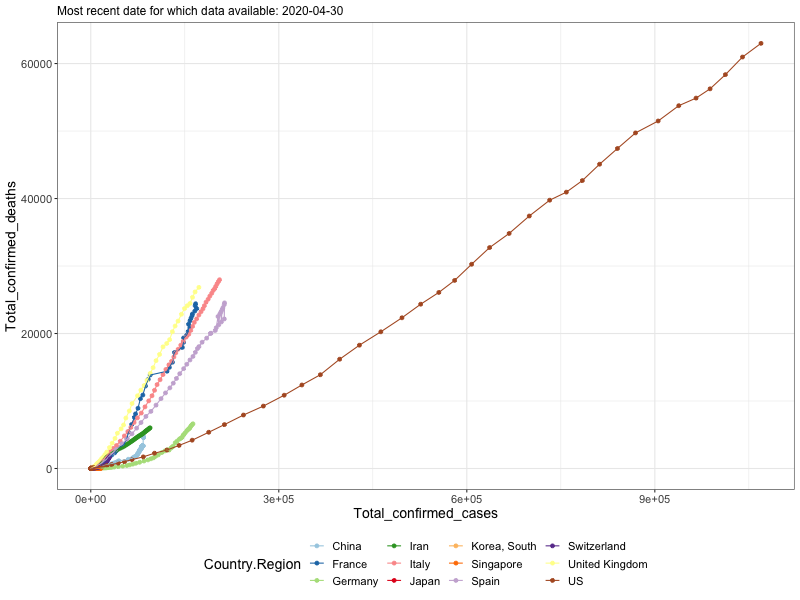 Most recent date for which data available: 2020-04-30
60000
40000
20000
0
Total_confirmed_deaths
0e+00 3e+05 6e+05 9e+05
Total_confirmed_cases
Country.Region
China Iran Korea, South Switzerland
France Italy Singapore United Kingdom
Germany Japan Spain US